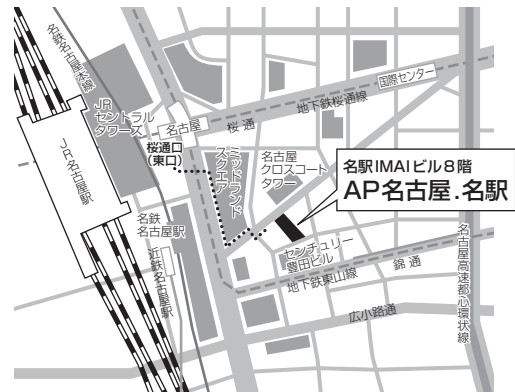 名鉄名古屋本線
JR
セントラル
タワーズ
JR名古屋駅
名古屋
桜通口
(東口)
桜通
地下鉄桜通線
国際センター
ミッドランド
スクエア
名古屋
クロスコート
タワー
名駅IMAIビル8階
AP名古屋.名駅
名鉄
名古屋駅
近鉄名古屋駅
センチュリー
豊田ビル
地下鉄東山線
錦通
広小路通
名古屋高速都心環状線